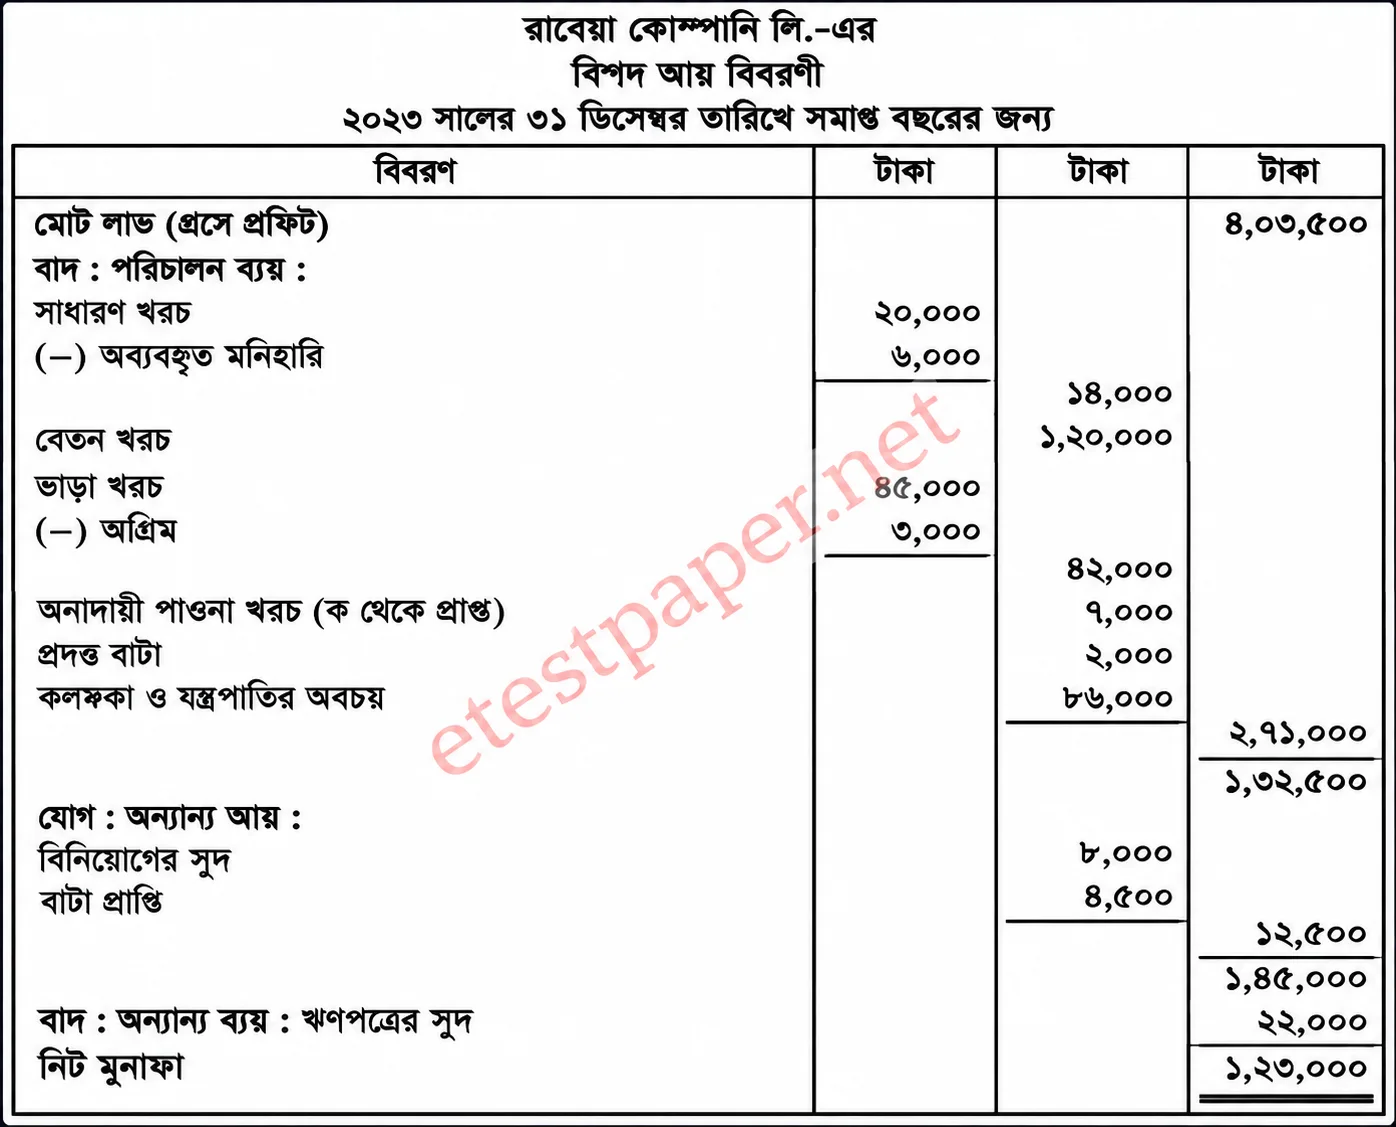 রাবেয়া কোম্পানি লি.-এর
বিশদ আয় বিবরণী
২০২৩ সালের ৩১ ডিসেম্বর তারিখে সমাপ্ত বছরের জন্য
বিবরণ টাকা টাকা টাকা
মোট লাভ (প্রসে প্রফিট) ৪,০৩,৫০০
বাদ : পরিচালন ব্যয় :
সাধারণ খরচ ২০,০০০
(−) অব্যবহৃত মনিহারি ৬,০০০
১৪,০০০
বেতন খরচ ১,২০,০০০
ভাড়া খরচ ৪৫,০০০
(−) অগ্রিম ৩,০০০
৪২,০০০
অনাদায়ী পাওনা খরচ (ক থেকে প্রাপ্ত) ৭,০০০
প্রদত্ত বাটা ২,০০০
কলষ্ককা ও যন্ত্রপাতির অবচয় ৮৬,০০০
২,৭১,০০০
১,৩২,৫০০
যোগ : অন্যান্য আয় :
বিনিয়োগের সুদ ৮,০০০
বাটা প্রাপ্তি ৪,৫০০
১২,৫০০
১,৪৫,০০০
বাদ : অন্যান্য ব্যয় : ঋণপত্রের সুদ ২২,০০০
নিট মুনাফা ১,২৩,০০০
etestpaper.net